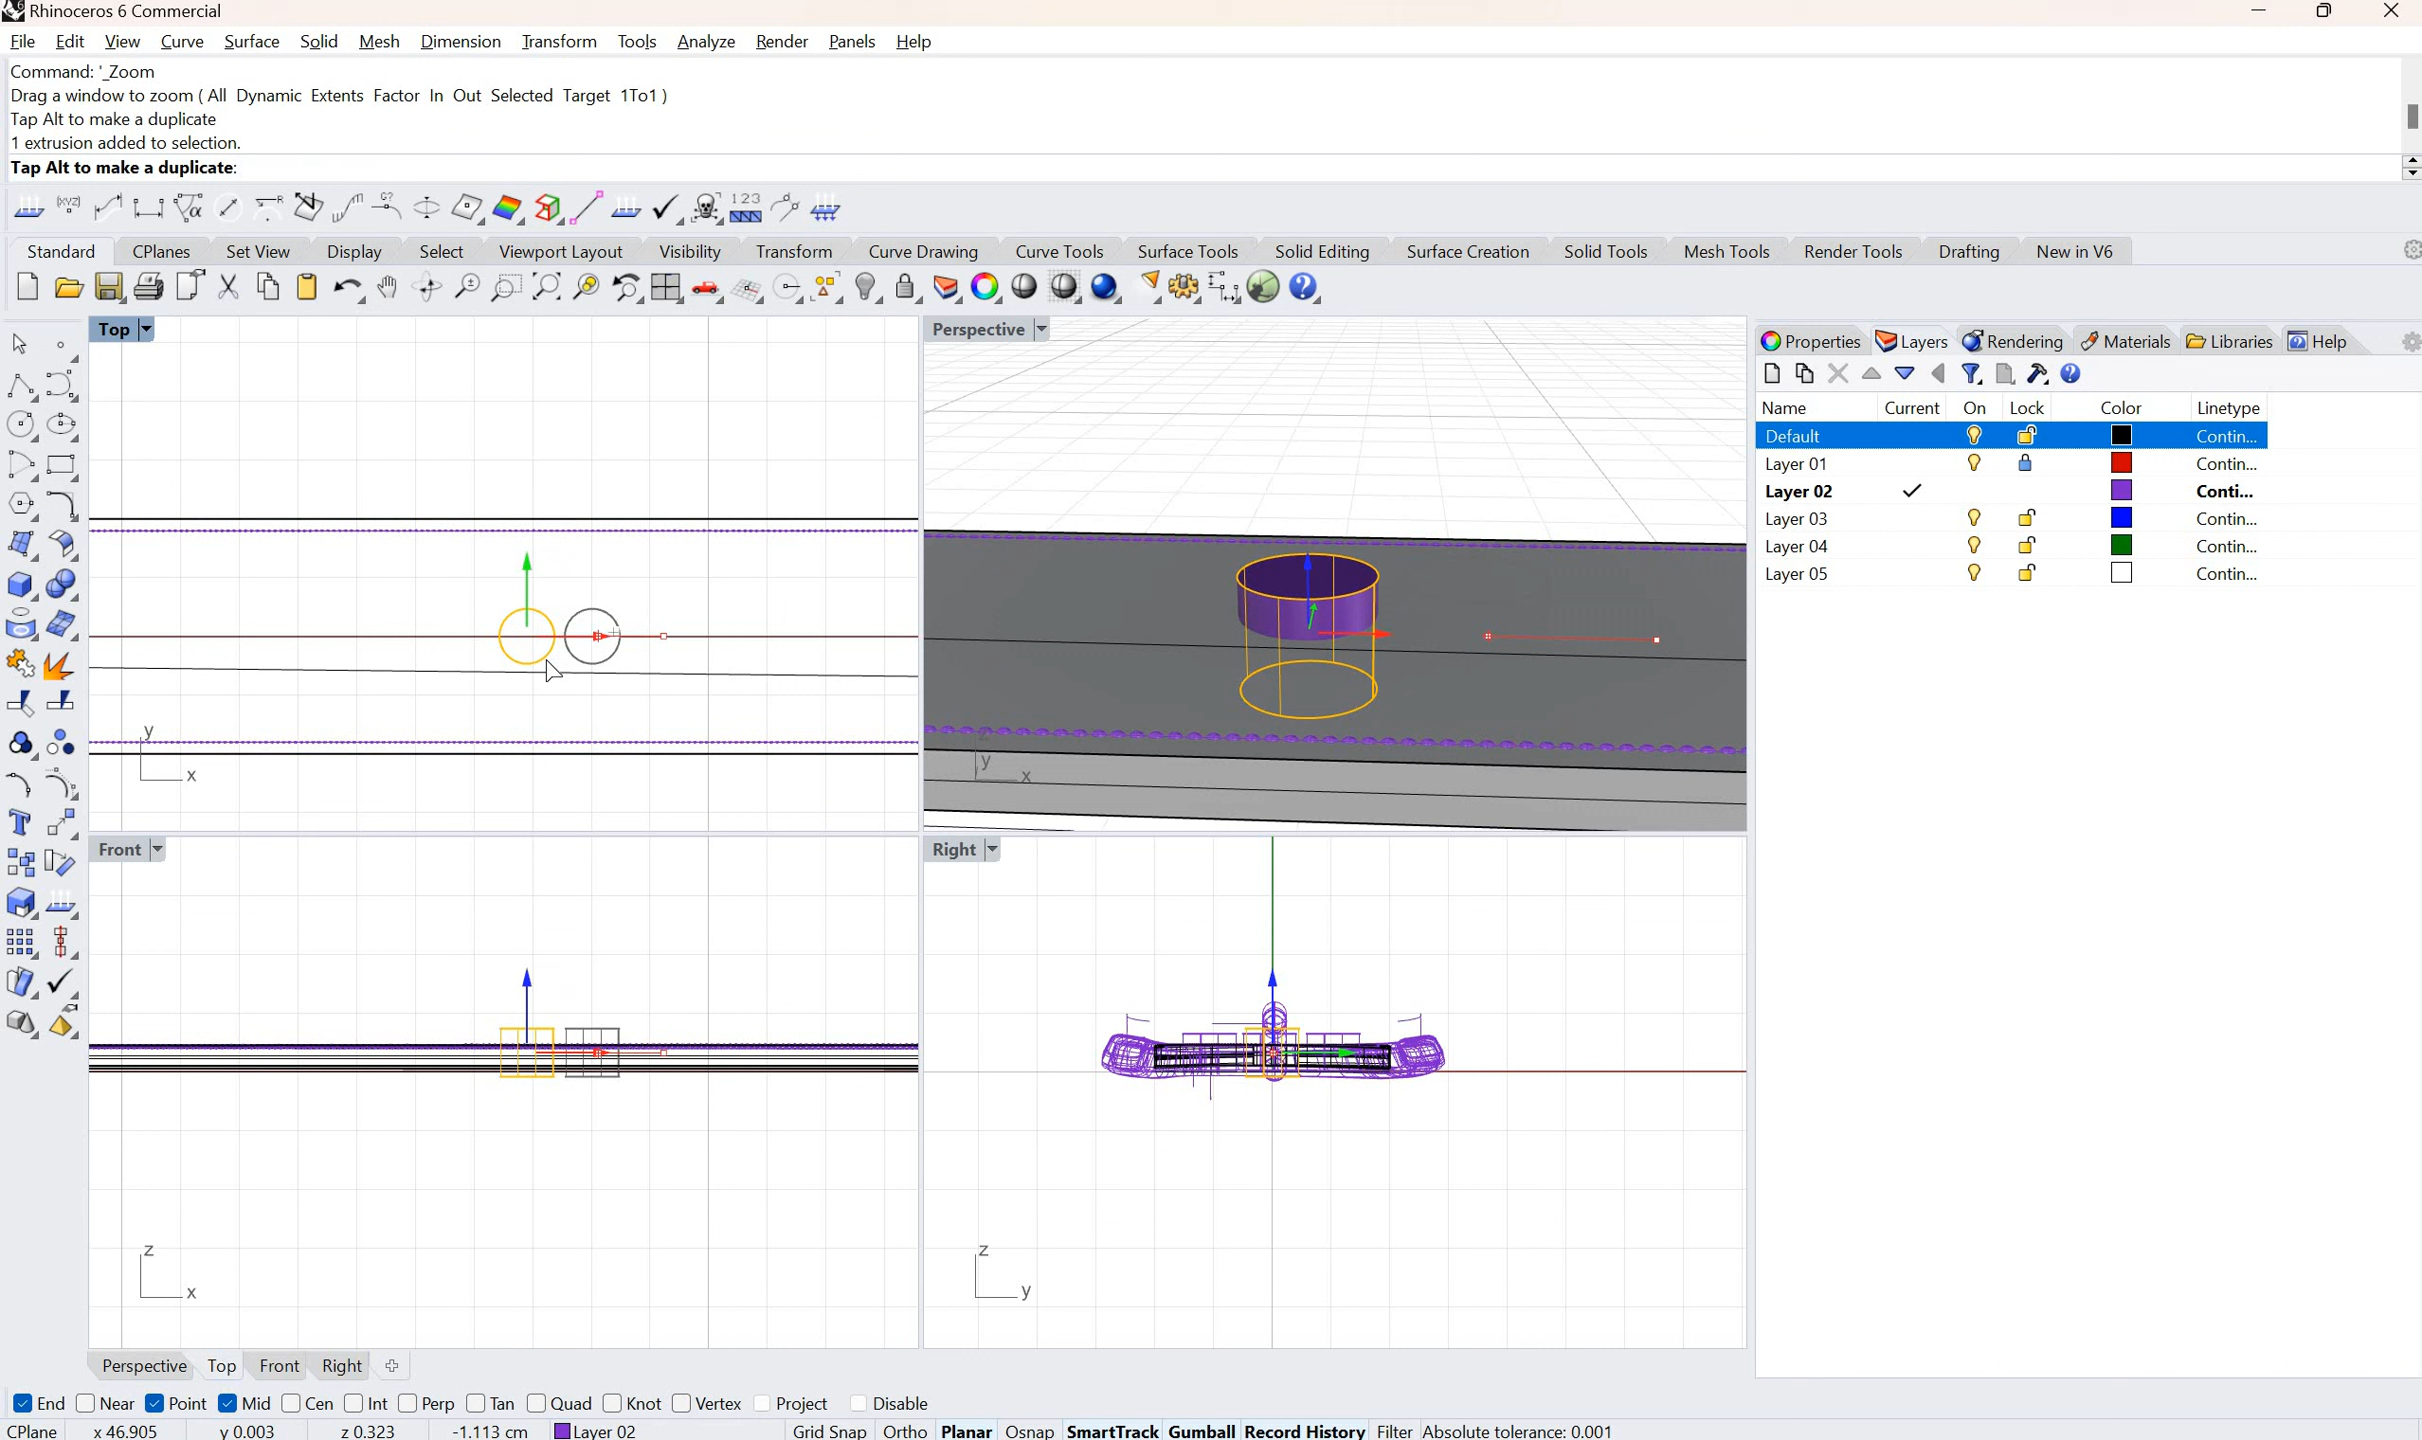 Rhinoceros 6 Commercial
File Edit View Curve Surface Solid Mesh Dimension Transform Tools Analyze Render Panels Help
Command: '_Zoom
Drag a window to zoom ( All Dynamic Extents Factor In Out Selected Target 1To1 )
Tap Alt to make a duplicate
1 extrusion added to selection.
Tap Alt to make a duplicate:
Standard CPlanes Set View Display Select Viewport Layout Visibility Transform Curve Drawing Curve Tools Surface Tools Solid Editing Surface Creation Solid Tools Mesh Tools Render Tools Drafting New in V6
Top
y
x
Perspective
z
y
x
Properties Layers Rendering Materials Libraries Help
Name Current On Lock Color Linetype
Default Contin...
Layer 01 Contin...
Layer 02 Conti...
Layer 03 Contin...
Layer 04 Contin...
Layer 05 Contin...
Front
z
x
Right
z
y
Perspective Top Front Right
End Near Point Mid Cen Int Perp Tan Quad Knot Vertex Project Disable
CPlane x 46.905 y 0.003 z 0.323 -1.113 cm Layer 02 Grid Snap Ortho Planar Osnap SmartTrack Gumball Record History Filter Absolute tolerance: 0.001